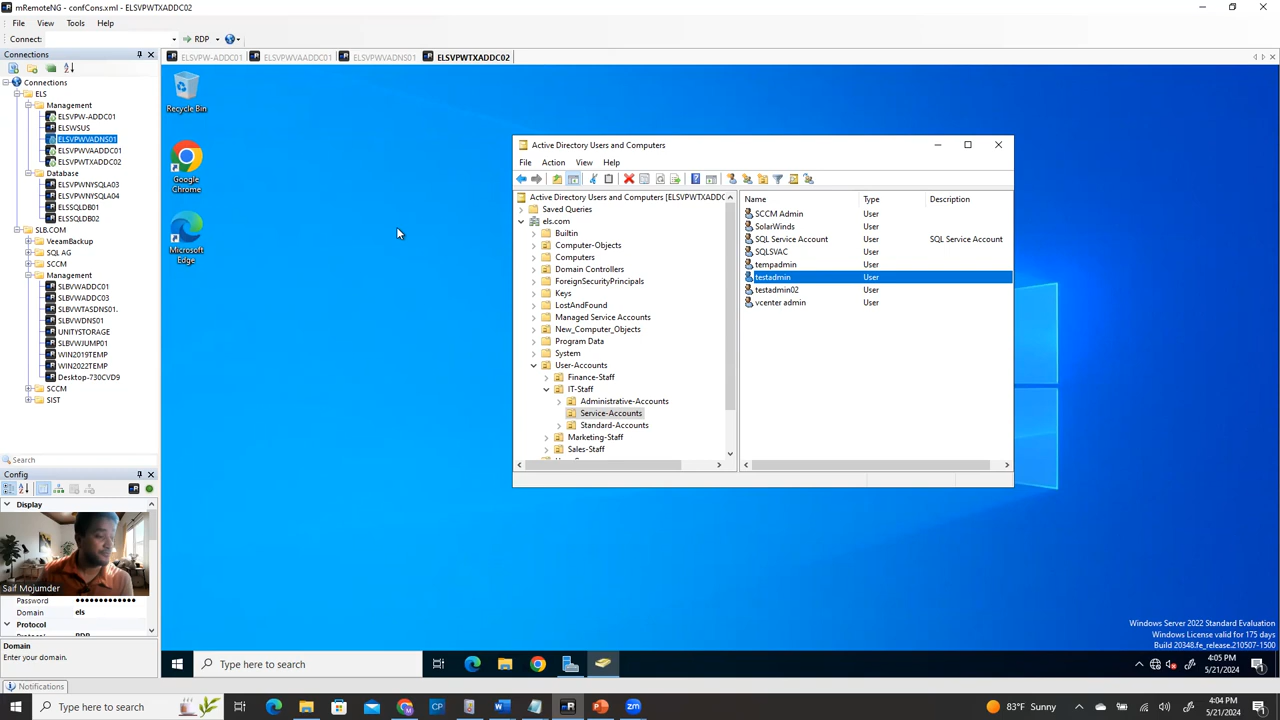 mRemoteNG - confCons.xml - ELSVPWTXADDC02
File View Tools Help
Connect: RDP
Connections
ELSVPW-ADDC01 ELSVPWVAADDC01 ELSVPWVADNS01 ELSVPWTXADDC02
Connections
ELS
Management
ELSVPW-ADDC01
ELSWSUS
ELSVPWVADNS01
ELSVPWVAADDC01
ELSVPWTXADDC02
Database
ELSVPWNYSQLA03
ELSVPWNYSQLA04
ELSSQLDB01
ELSSQLDB02
SLB.COM
VeeamBackup
SQL AG
SCCM
Management
SLBVWADDC01
SLBVWADDC03
SLBVWTASDNS01.
SLBVWDNS01
UNITYSTORAGE
SLBVWJUMP01
WIN2019TEMP
WIN2022TEMP
Desktop-730CVD9
SCCM
SIST
Search
Config
Display
Saif Mojumder
Password ●●●●●●●●●●●●●
Domain els
Protocol
Domain
Enter your domain.
Notifications
Recycle Bin
Google
Chrome
Microsoft
Edge
Active Directory Users and Computers
File Action View Help
Active Directory Users and Computers [ELSVPWTXADDC
Saved Queries
els.com
Builtin
Computer-Objects
Computers
Domain Controllers
ForeignSecurityPrincipals
Keys
LostAndFound
Managed Service Accounts
New_Computer_Objects
Program Data
System
User-Accounts
Finance-Staff
IT-Staff
Administrative-Accounts
Service-Accounts
Standard-Accounts
Marketing-Staff
Sales-Staff
Name Type Description
SCCM Admin User
SolarWinds User
SQL Service Account User SQL Service Account
SQLSVAC User
tempadmin User
testadmin User
testadmin02 User
vcenter admin User
Windows Server 2022 Standard Evaluation
Windows License valid for 175 days
Build 20348.fe_release.210507-1500
Type here to search
4:05 PM
5/21/2024
Type here to search
83°F Sunny
4:04 PM
5/21/2024